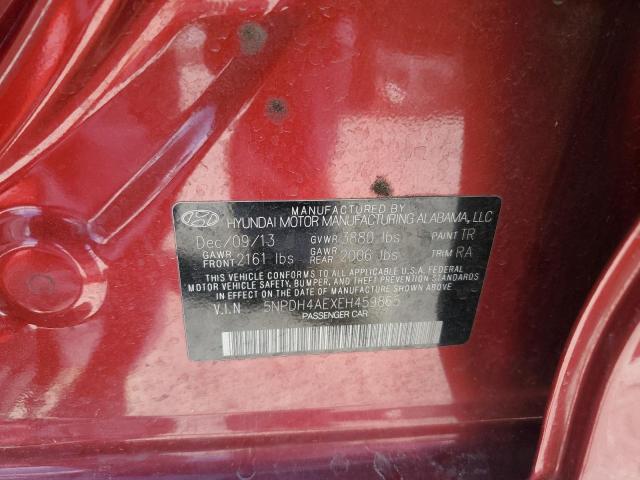 MANUFACTURED BY
HYUNDAI MOTOR MANUFACTURING ALABAMA, LLC
Dec/09/13 GVWR 3880 lbs PAINT TR
GAWR FRONT 2161 lbs GAWR REAR 2006 lbs TRIM RA
THIS VEHICLE CONFORMS TO ALL APPLICABLE FEDERAL
MOTOR VEHICLE SAFETY, BUMPER, AND THEFT PREVENTION
STANDARDS IN EFFECT ON THE DATE OF MANUFACTURE SHOWN ABOVE.
V.I.N 5NPDH4AEXEH459865
PASSENGER CAR